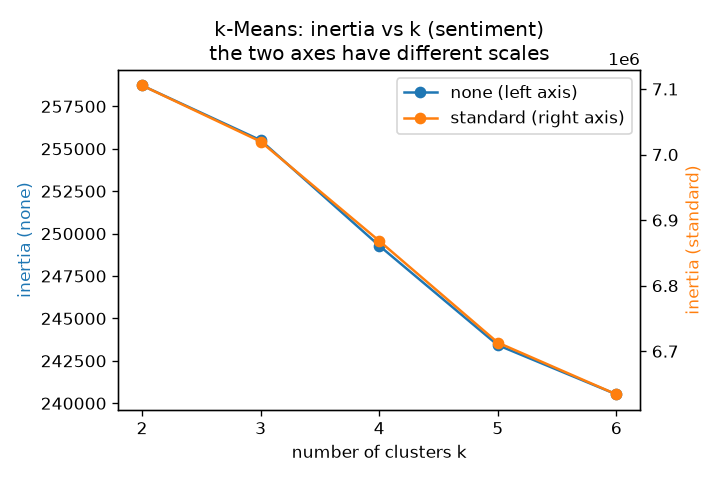 k-Means: inertia vs k (sentiment)
the two axes have different scales
1e6
none (left axis)
standard (right axis)
257500
255000
252500
250000
247500
245000
242500
240000
inertia (none)
7.1
7.0
6.9
6.8
6.7
inertia (standard)
2 3 4 5 6
number of clusters k